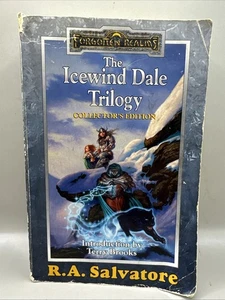 FORGOTTEN REALMS
The
Icewind Dale
Trilogy
COLLECTOR'S EDITION
Introduction by
Terry Brooks
R.A. Salvatore